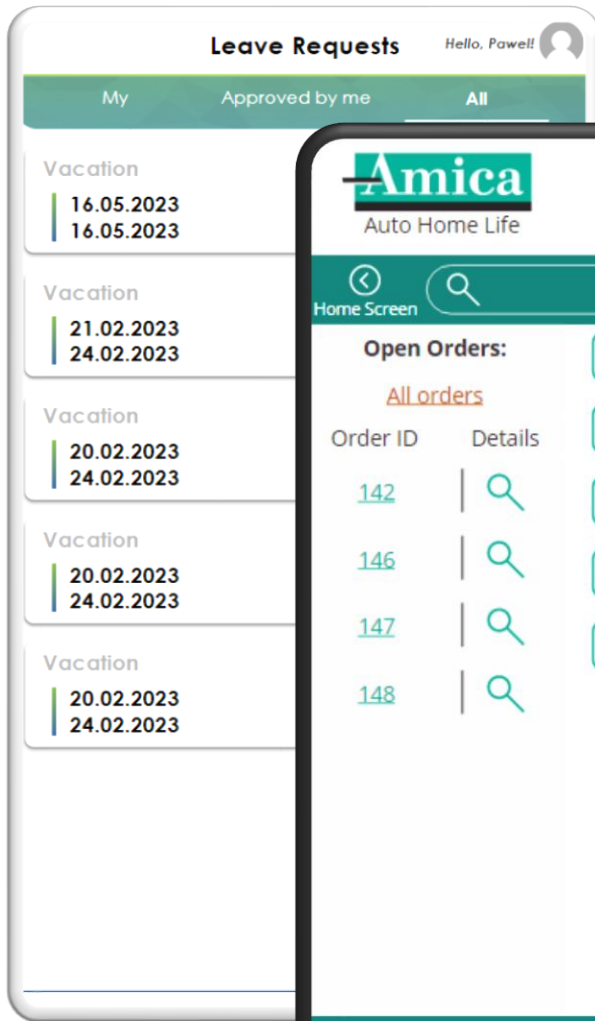 Leave Requests
Hello, Pawel!
My
Approved by me
All
Vacation
16.05.2023
16.05.2023
Vacation
21.02.2023
24.02.2023
Vacation
20.02.2023
24.02.2023
Vacation
20.02.2023
24.02.2023
Vacation
20.02.2023
24.02.2023
Amica
Auto Home Life
Home Screen
Open Orders:
All orders
Order ID Details
142
146
147
148